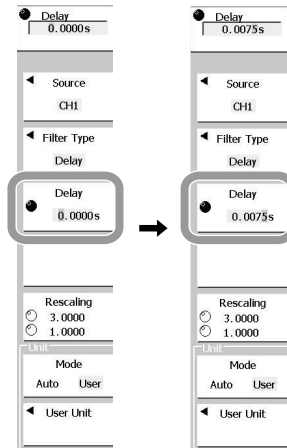 Delay
0.0000s
Source
CH1
Filter Type
Delay
Delay
0.0000s
Rescaling
3.0000
1.0000
Unit
Mode
Auto User
User Unit
Delay
0.0075s
Source
CH1
Filter Type
Delay
Delay
0.0075s
Rescaling
3.0000
1.0000
Unit
Mode
Auto User
User Unit